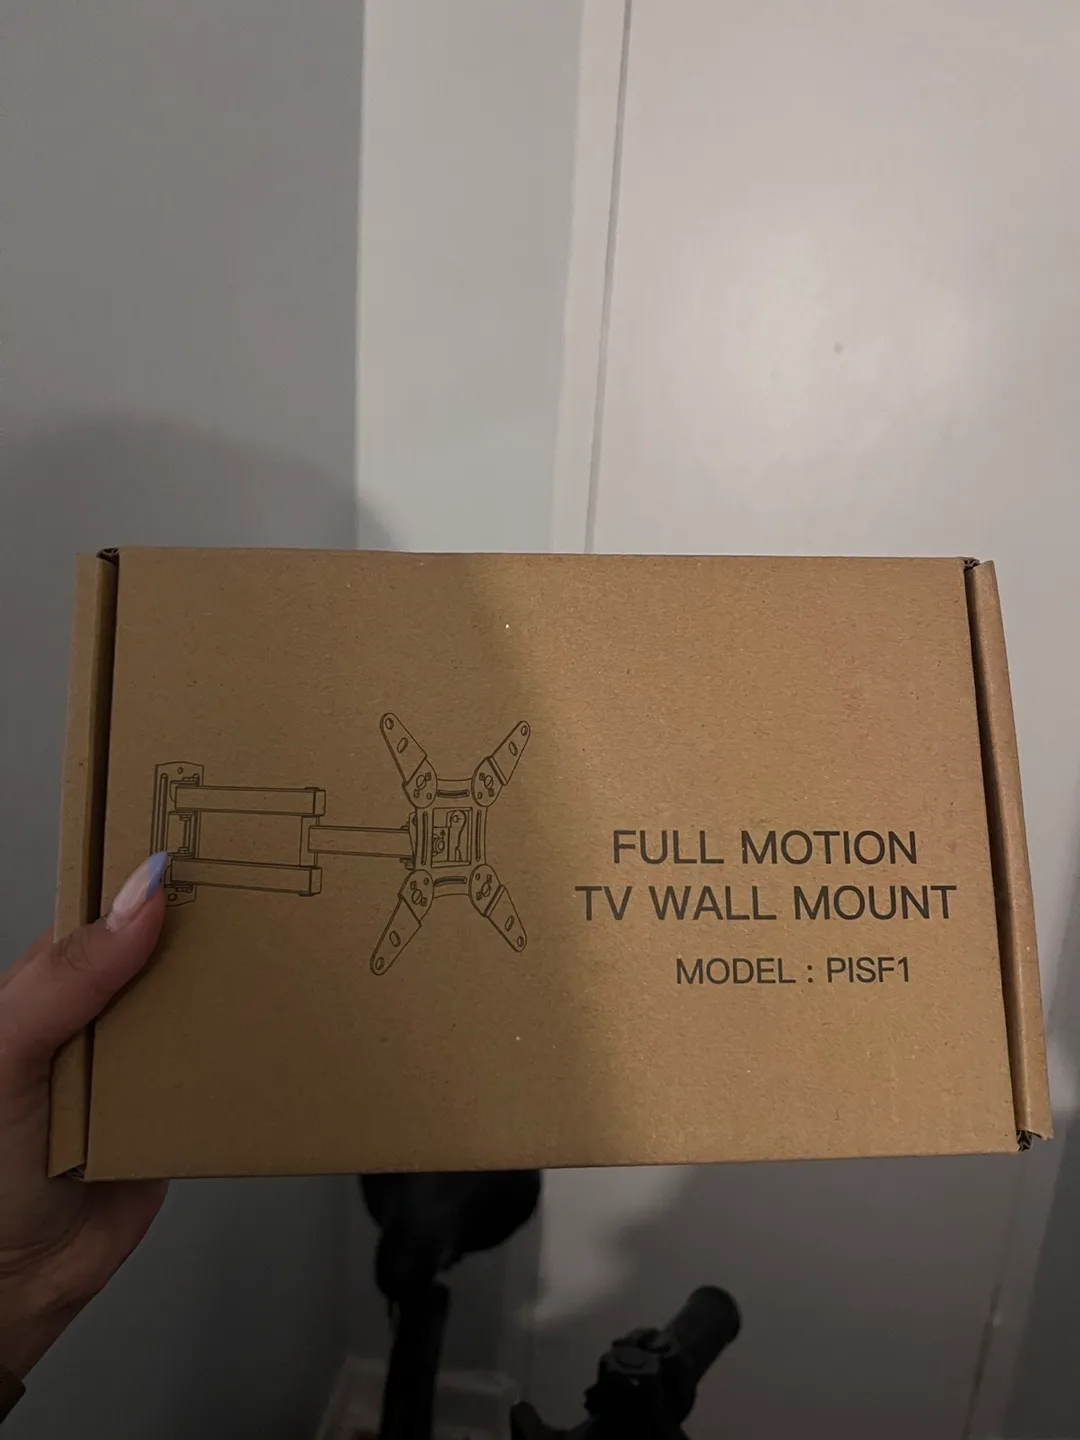 FULL MOTION
TV WALL MOUNT
MODEL : PISF1